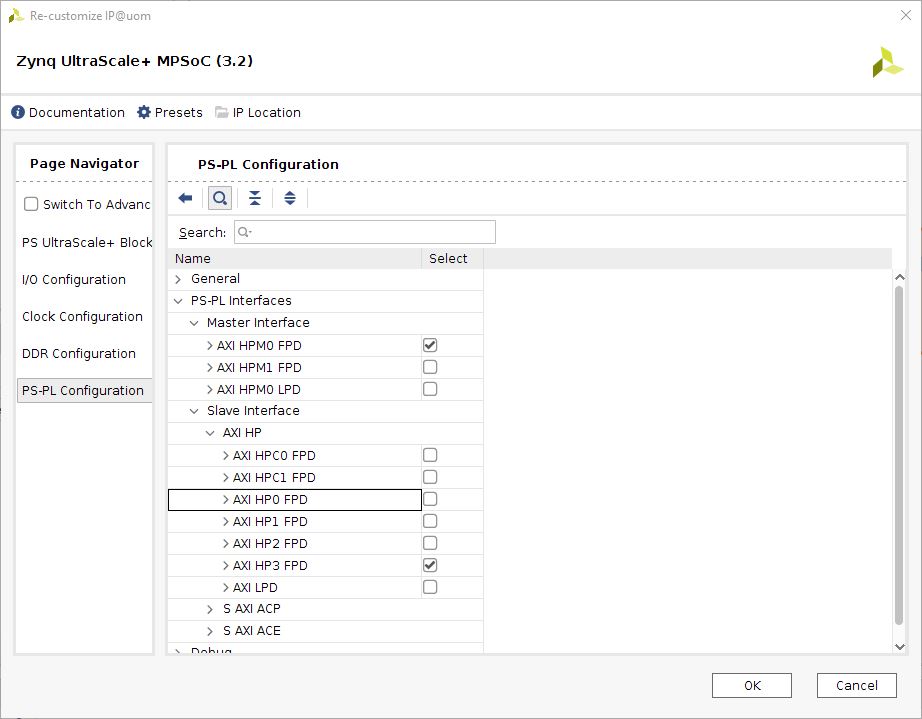 Re-customize IP@uom
Zynq UltraScale+ MPSoC (3.2)
Documentation Presets IP Location
Page Navigator
Switch To Advanc
PS UltraScale+ Block
I/O Configuration
Clock Configuration
DDR Configuration
PS-PL Configuration
PS-PL Configuration
Search:
Name Select
General
PS-PL Interfaces
Master Interface
AXI HPM0 FPD
AXI HPM1 FPD
AXI HPM0 LPD
Slave Interface
AXI HP
AXI HPC0 FPD
AXI HPC1 FPD
AXI HP0 FPD
AXI HP1 FPD
AXI HP2 FPD
AXI HP3 FPD
AXI LPD
S AXI ACP
S AXI ACE
Debug
OK Cancel